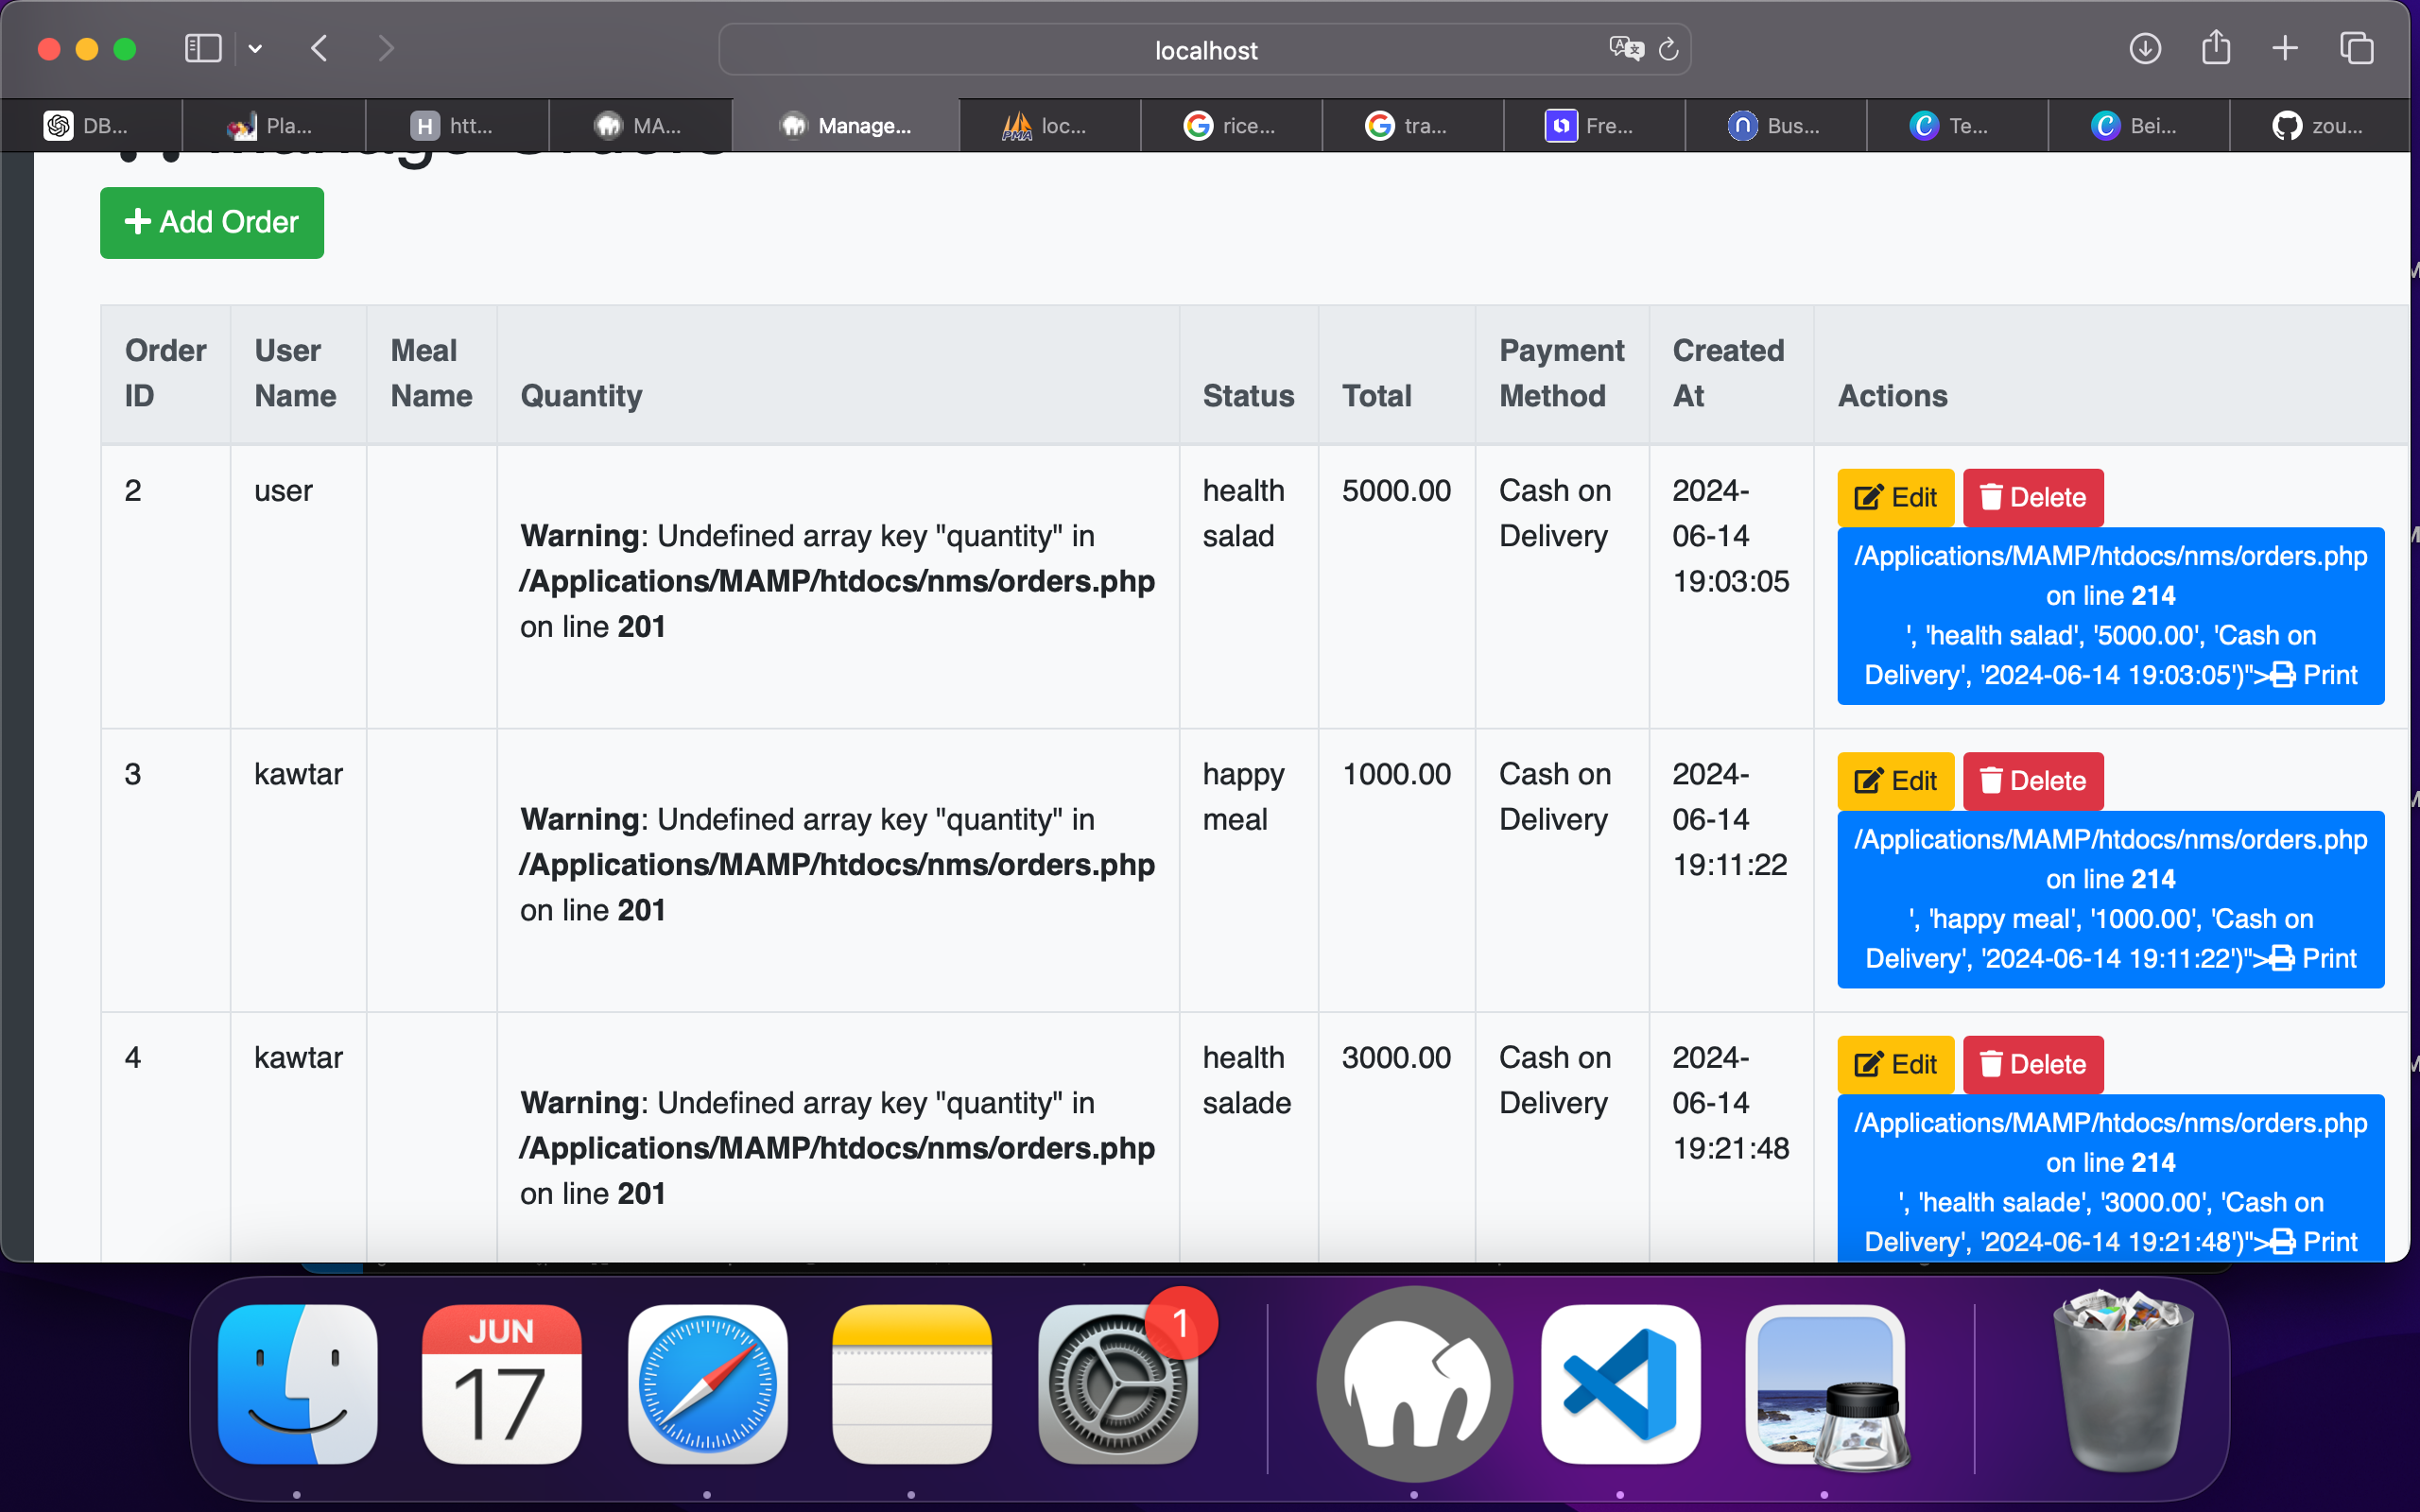 localhost
DB...
Pla...
H
htt...
MA...
Manage...
PMA
loc...
rice...
tra...
Fre...
Bus...
Te...
Bei...
zou...
Manage Orders
Add Order
Order ID
User Name
Meal Name
Quantity
Status
Total
Payment Method
Created At
Actions
2
user
Warning: Undefined array key "quantity" in
/Applications/MAMP/htdocs/nms/orders.php
on line 201
health
salad
5000.00
Cash on
Delivery
2024-
06-14
19:03:05
Edit
Delete
/Applications/MAMP/htdocs/nms/orders.php
on line 214
', 'health salad', '5000.00', 'Cash on
Delivery', '2024-06-14 19:03:05')"> Print
3
kawtar
Warning: Undefined array key "quantity" in
/Applications/MAMP/htdocs/nms/orders.php
on line 201
happy
meal
1000.00
Cash on
Delivery
2024-
06-14
19:11:22
Edit
Delete
/Applications/MAMP/htdocs/nms/orders.php
on line 214
', 'happy meal', '1000.00', 'Cash on
Delivery', '2024-06-14 19:11:22')"> Print
4
kawtar
Warning: Undefined array key "quantity" in
/Applications/MAMP/htdocs/nms/orders.php
on line 201
health
salade
3000.00
Cash on
Delivery
2024-
06-14
19:21:48
Edit
Delete
/Applications/MAMP/htdocs/nms/orders.php
on line 214
', 'health salade', '3000.00', 'Cash on
Delivery', '2024-06-14 19:21:48')"> Print
JUN
17
1